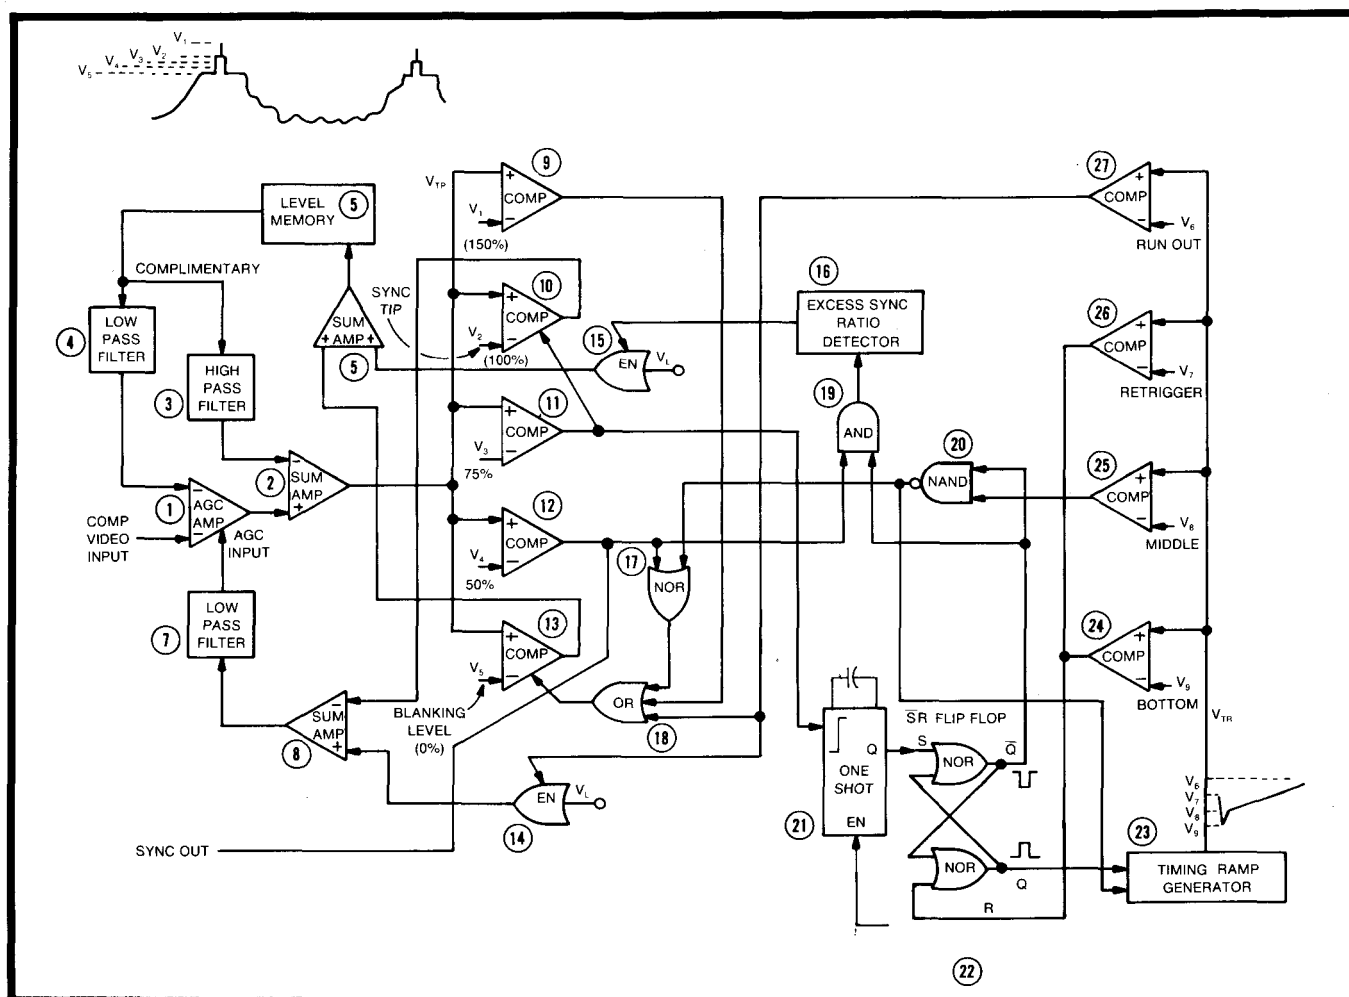 V1
V2
V3
V4
V5
9
27
VTP
+
COMP
V1
−
(150%)
+
COMP
−
V6
RUN OUT
LEVEL
MEMORY
5
COMPLIMENTARY
SYNC
TIP
10
+
COMP
V2
−
(100%)
16
EXCESS SYNC
RATIO
DETECTOR
26
+
COMP
−
V7
RETRIGGER
4
LOW
PASS
FILTER
SUM
+ AMP +
5
15
EN
VL
3
HIGH
PASS
FILTER
11
+
COMP
V3
−
75%
19
AND
20
NAND
25
+
COMP
−
V8
MIDDLE
2
−
SUM
AMP
+
1
−
AGC
AMP
−
COMP
VIDEO
INPUT
AGC
INPUT
12
+
COMP
V4
−
50%
17
NOR
7
LOW
PASS
FILTER
13
+
COMP
V5
−
BLANKING
LEVEL
(0%)
OR
18
24
+
COMP
−
V9
BOTTOM
VTR
8
−
SUM
AMP
+
EN
VL
14
SYNC OUT
S̅R FLIP FLOP
Q
ONE
SHOT
EN
21
S
NOR
Q̅
NOR
Q
R
22
V6
V7
V8
V9
23
TIMING RAMP
GENERATOR